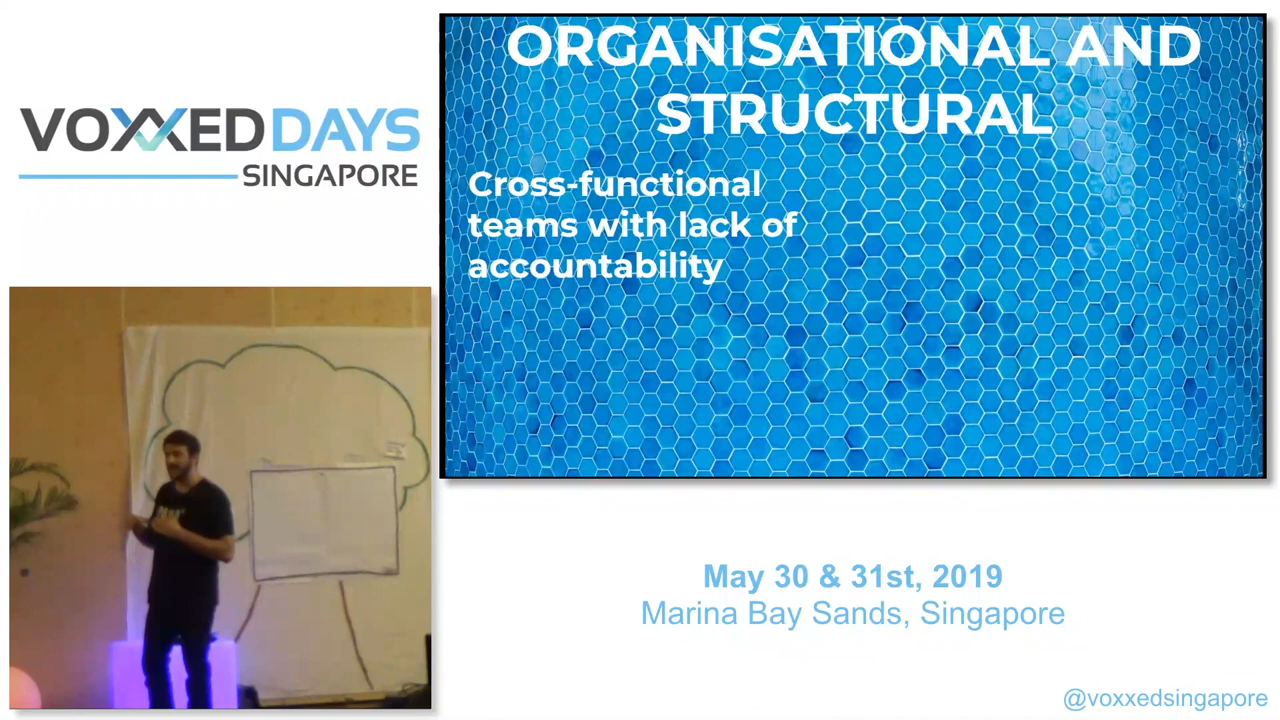 VOXXED DAYS
SINGAPORE
ORGANISATIONAL AND
STRUCTURAL
Cross-functional
teams with lack of
accountability
May 30 & 31st, 2019
Marina Bay Sands, Singapore
@voxxedsingapore